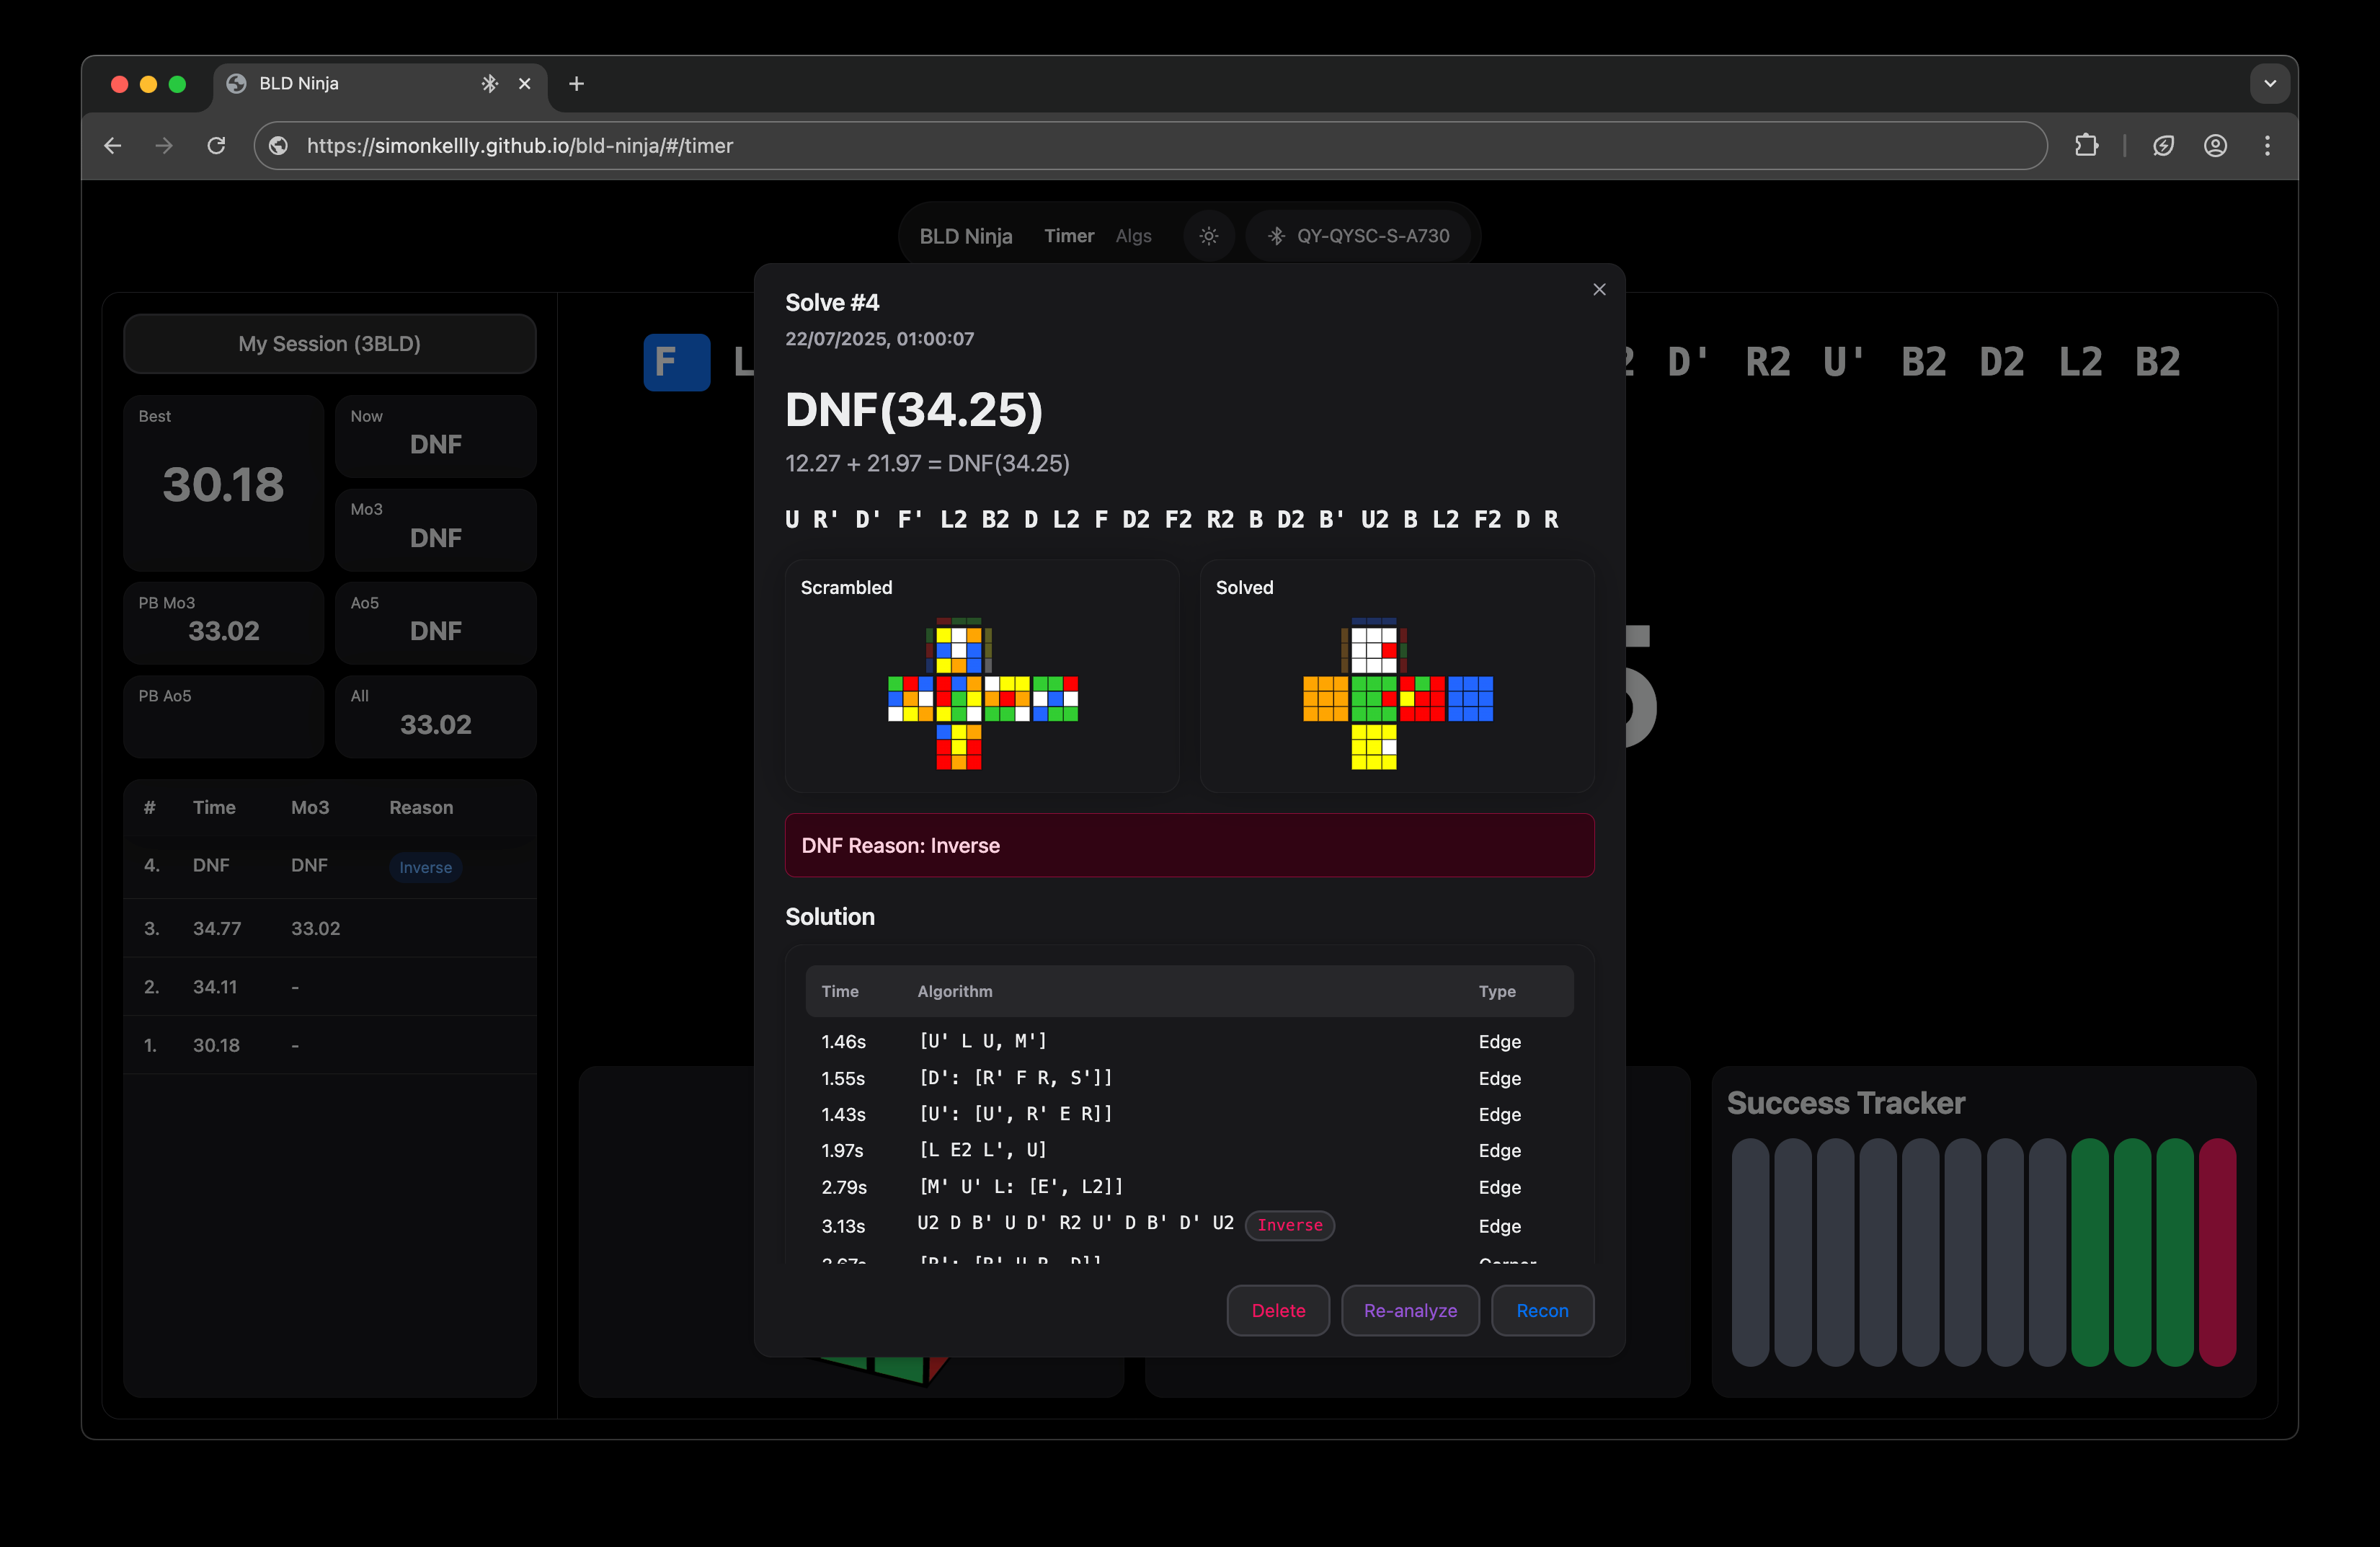 BLD Ninja
https://simonkellly.github.io/bld-ninja/#/timer
BLD Ninja Timer Algs QY-QYSC-S-A730
My Session (3BLD)
Best
30.18
Now
DNF
Mo3
DNF
PB Mo3
33.02
Ao5
DNF
PB Ao5
All
33.02
# Time Mo3 Reason
4. DNF DNF Inverse
3. 34.77 33.02
2. 34.11 -
1. 30.18 -
F
D' R2 U' B2 D2 L2 B2
Solve #4
22/07/2025, 01:00:07
DNF(34.25)
12.27 + 21.97 = DNF(34.25)
U R' D' F' L2 B2 D L2 F D2 F2 R2 B D2 B' U2 B L2 F2 D R
Scrambled
Solved
DNF Reason: Inverse
Solution
Time Algorithm Type
1.46s [U' L U, M'] Edge
1.55s [D': [R' F R, S']] Edge
1.43s [U': [U', R' E R]] Edge
1.97s [L E2 L', U] Edge
2.79s [M' U' L: [E', L2]] Edge
3.13s U2 D B' U D' R2 U' D B' D' U2 Inverse Edge
Delete Re-analyze Recon
Success Tracker